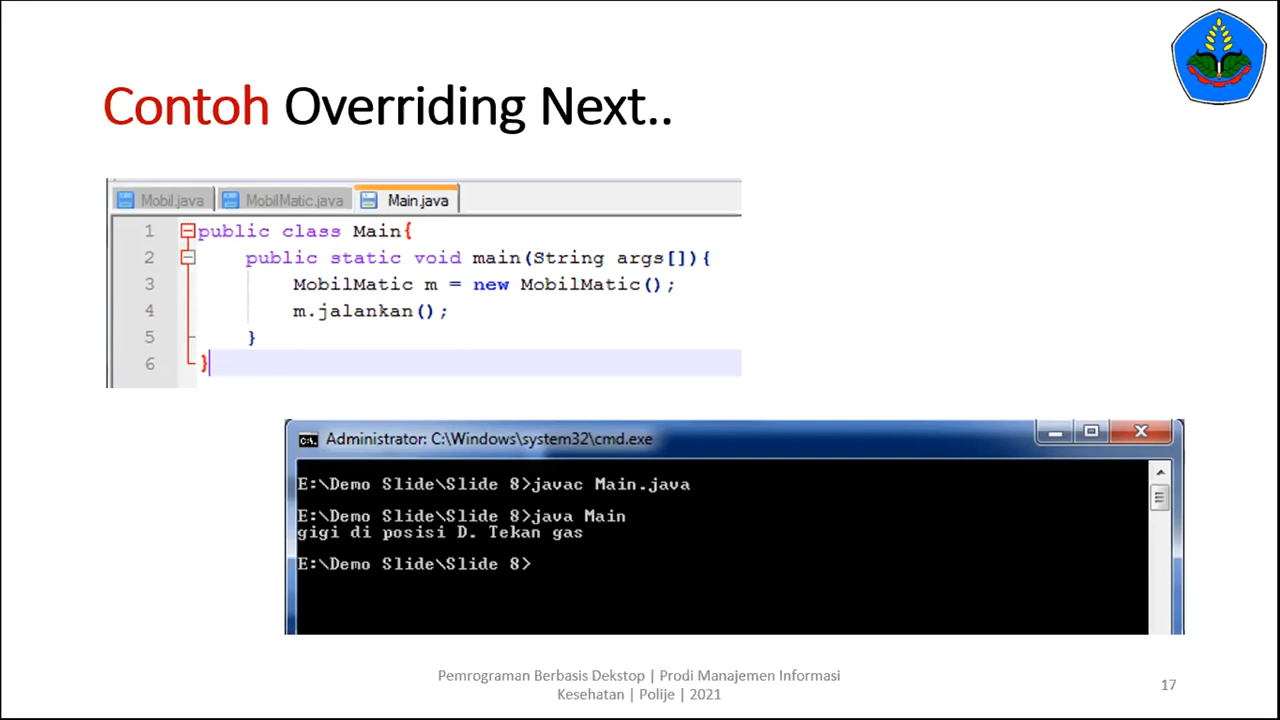 Contoh Overriding Next..
Mobil.java MobilMatic.java Main.java
1 public class Main{
2 public static void main(String args[]){
3 MobilMatic m = new MobilMatic();
4 m.jalankan();
5 }
6 }
Administrator: C:\Windows\system32\cmd.exe
E:\Demo Slide\Slide 8>javac Main.java
E:\Demo Slide\Slide 8>java Main
gigi di posisi D. Tekan gas
E:\Demo Slide\Slide 8>
Pemrograman Berbasis Dekstop | Prodi Manajemen Informasi
Kesehatan | Polije | 2021
17